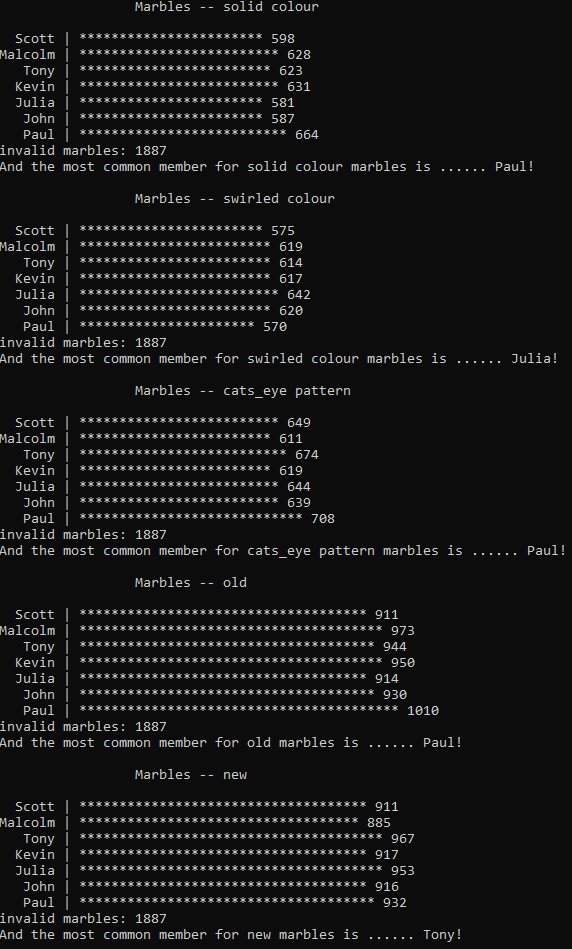 Marbles -- solid colour
Scott | *********************** 598
Malcolm | ************************* 628
Tony | ************************ 623
Kevin | ************************* 631
Julia | *********************** 581
John | *********************** 587
Paul | ************************** 664
invalid marbles: 1887
And the most common member for solid colour marbles is ...... Paul!
Marbles -- swirled colour
Scott | *********************** 575
Malcolm | ************************ 619
Tony | ************************ 614
Kevin | ************************ 617
Julia | ************************* 642
John | ************************ 620
Paul | ********************** 570
invalid marbles: 1887
And the most common member for swirled colour marbles is ...... Julia!
Marbles -- cats_eye pattern
Scott | ************************* 649
Malcolm | ************************ 611
Tony | ************************** 674
Kevin | ************************ 619
Julia | ************************* 644
John | ************************* 639
Paul | **************************** 708
invalid marbles: 1887
And the most common member for cats_eye pattern marbles is ...... Paul!
Marbles -- old
Scott | ************************************ 911
Malcolm | ************************************** 973
Tony | ************************************* 944
Kevin | ************************************** 950
Julia | ************************************ 914
John | ************************************* 930
Paul | **************************************** 1010
invalid marbles: 1887
And the most common member for old marbles is ...... Paul!
Marbles -- new
Scott | ************************************ 911
Malcolm | *********************************** 885
Tony | ************************************** 967
Kevin | ************************************ 917
Julia | ************************************** 953
John | ************************************ 916
Paul | ************************************* 932
invalid marbles: 1887
And the most common member for new marbles is ...... Tony!